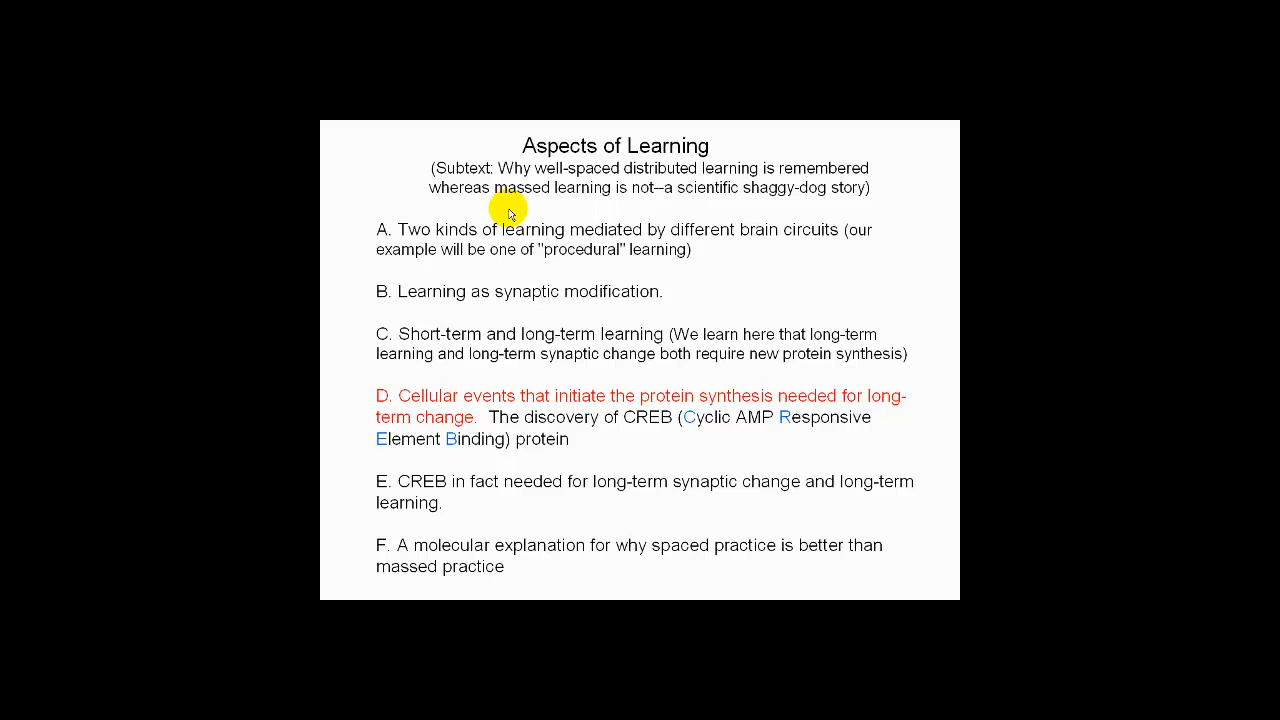 Aspects of Learning
(Subtext: Why well-spaced distributed learning is remembered
whereas massed learning is not--a scientific shaggy-dog story)
A. Two kinds of learning mediated by different brain circuits (our
example will be one of "procedural" learning)
B. Learning as synaptic modification.
C. Short-term and long-term learning (We learn here that long-term
learning and long-term synaptic change both require new protein synthesis)
D. Cellular events that initiate the protein synthesis needed for long-
term change. The discovery of CREB (Cyclic AMP Responsive
Element Binding) protein
E. CREB in fact needed for long-term synaptic change and long-term
learning.
F. A molecular explanation for why spaced practice is better than
massed practice